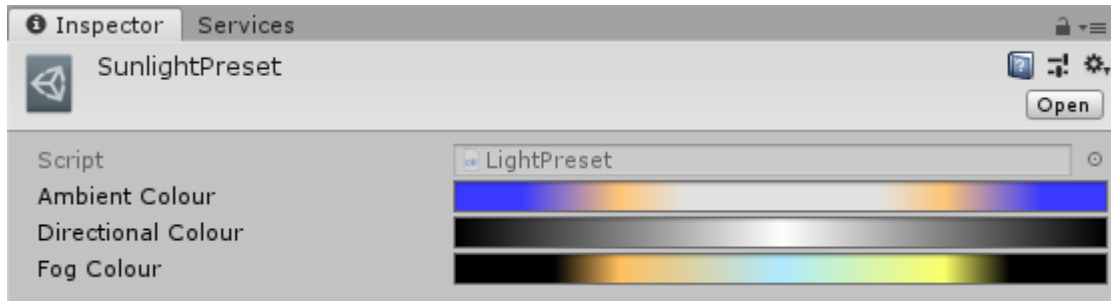 Inspector Services
SunlightPreset
Open
Script LightPreset
Ambient Colour
Directional Colour
Fog Colour